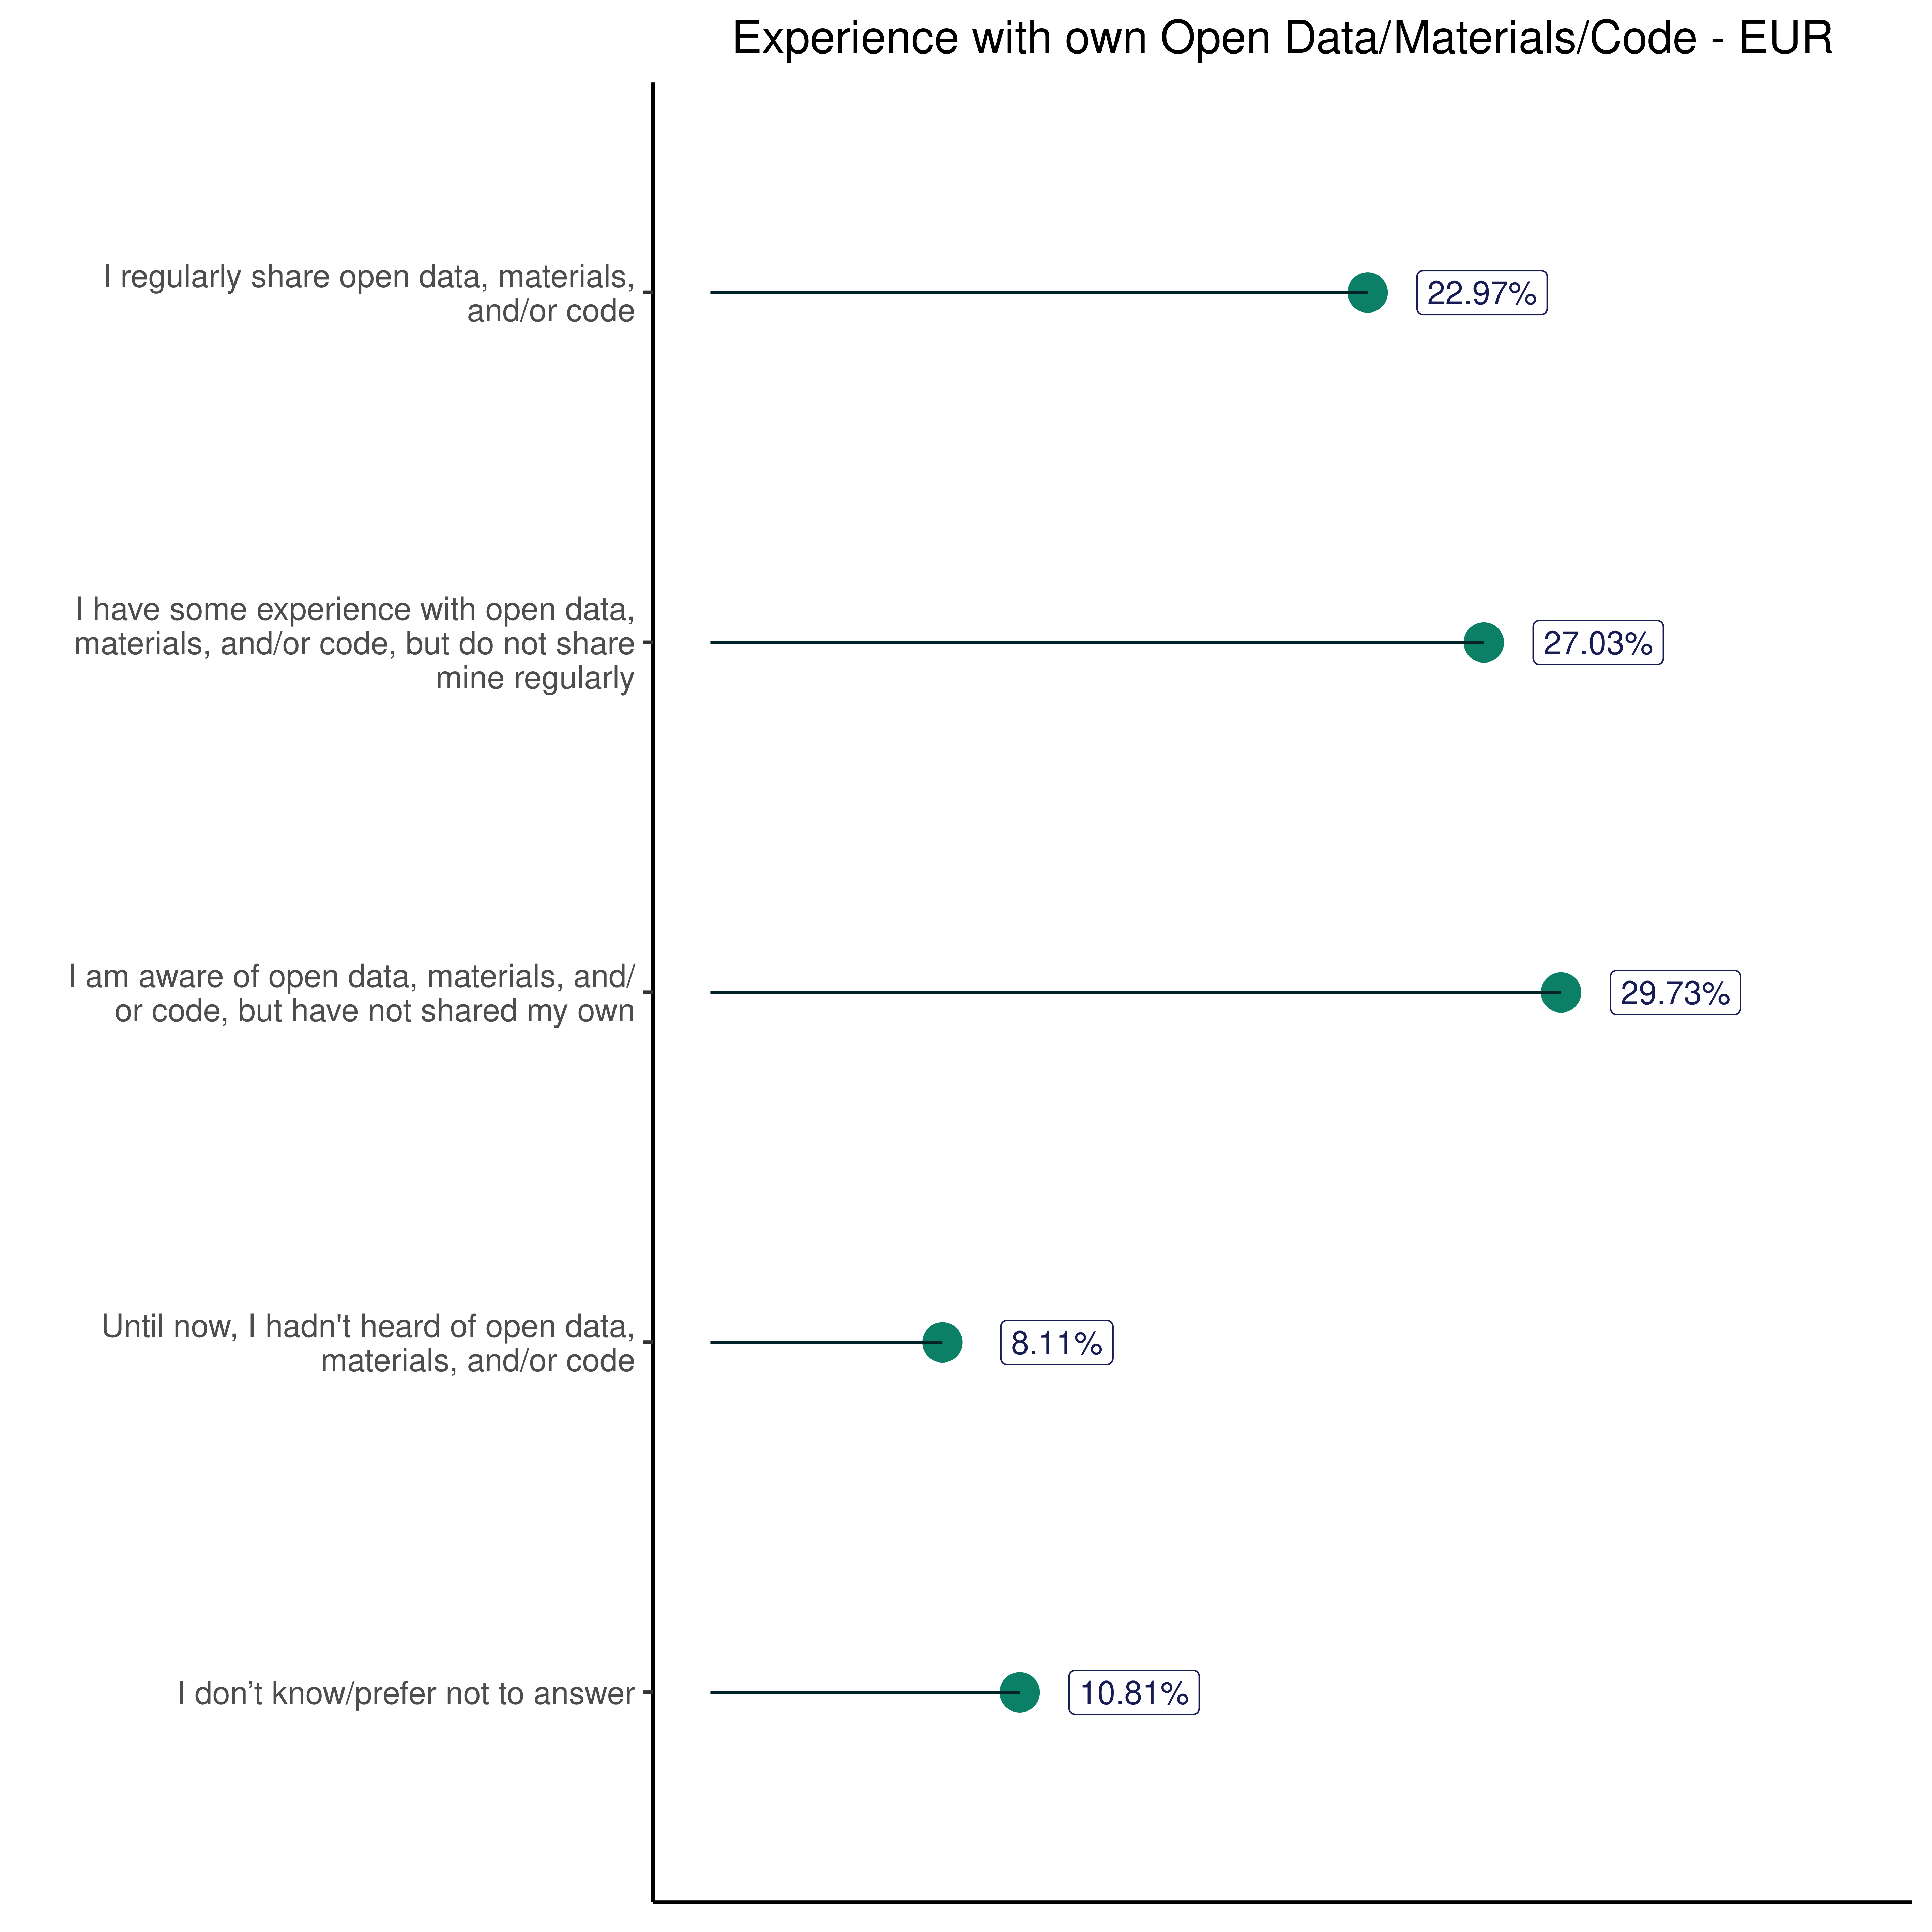 Experience with own Open Data/Materials/Code - EUR
I regularly share open data, materials,
and/or code
22.97%
I have some experience with open data,
materials, and/or code, but do not share
mine regularly
27.03%
I am aware of open data, materials, and/
or code, but have not shared my own
29.73%
Until now, I hadn't heard of open data,
materials, and/or code
8.11%
I don’t know/prefer not to answer
10.81%